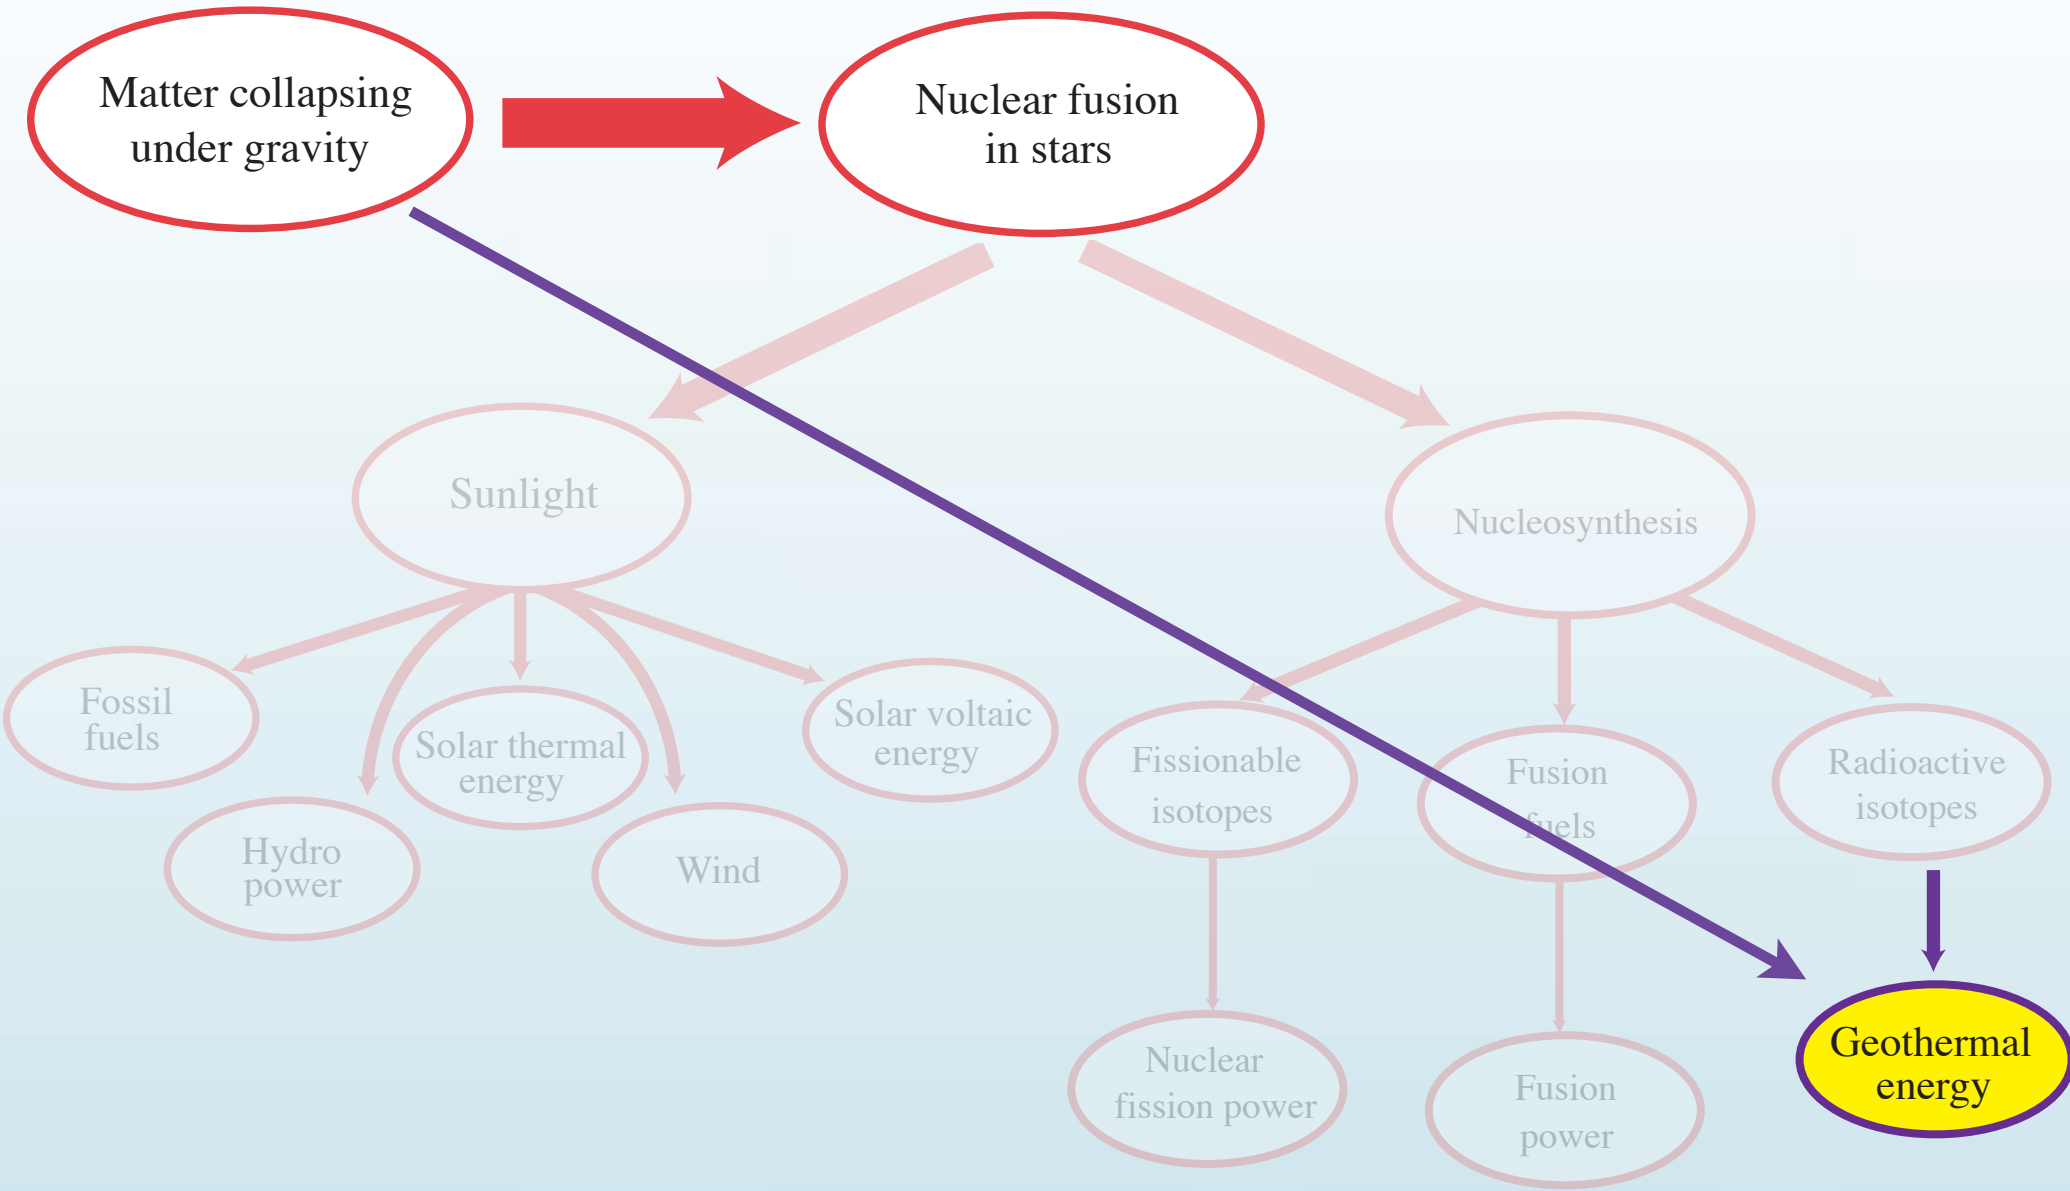 Matter collapsing
under gravity
Nuclear fusion
in stars
Sunlight
Nucleosynthesis
Fossil
fuels
Hydro
power
Solar thermal
energy
Wind
Solar voltaic
energy
Fissionable
isotopes
Fusion
fuels
Radioactive
isotopes
Nuclear
fission power
Fusion
power
Geothermal
energy